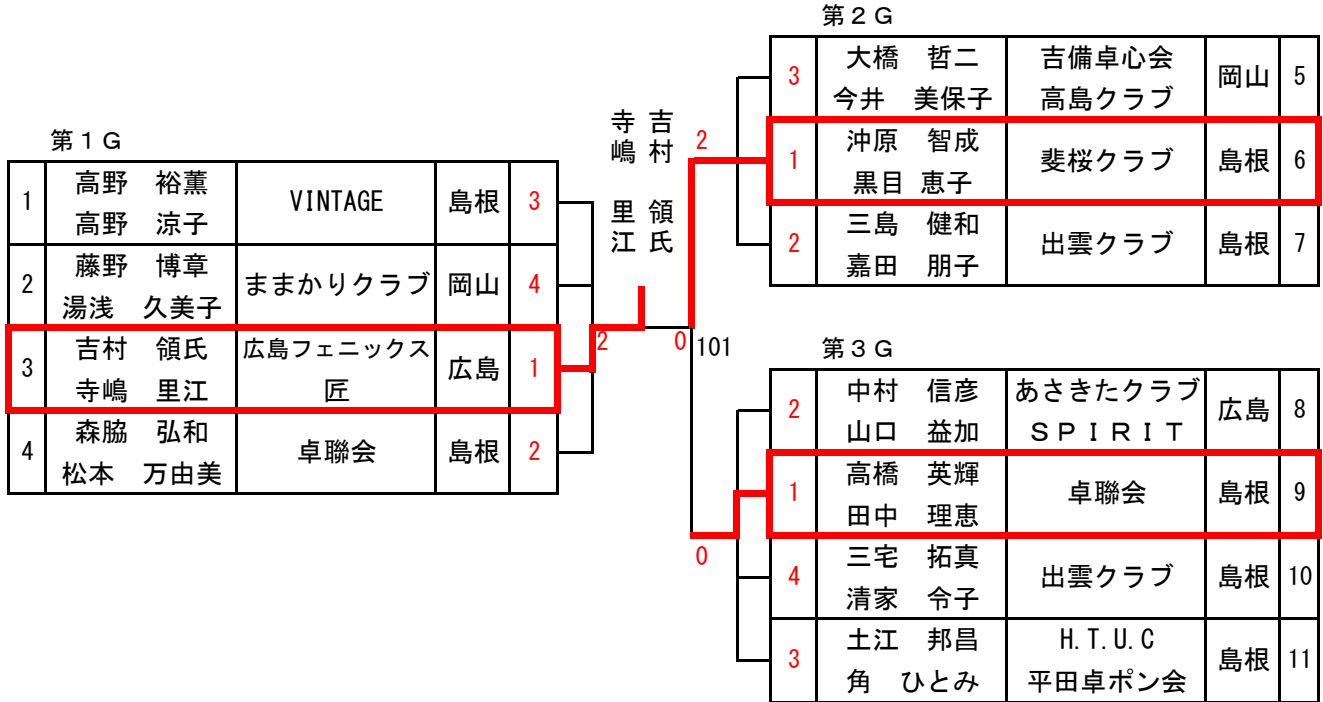 第１Ｇ
1 高野　裕薫 VINTAGE 島根 3
高野　涼子
2 藤野　博章 ままかりクラブ 岡山 4
湯浅　久美子
3 吉村　領氏 広島フェニックス 広島 1
寺嶋　里江 匠
4 森脇　弘和 卓聯会 島根 2
松本　万由美
吉村　領氏
寺嶋　里江
2
2
0
101
0
第２Ｇ
3 大橋　哲二 吉備卓心会 岡山 5
今井　美保子 高島クラブ
1 沖原　智成 斐桜クラブ 島根 6
黒目 恵子
2 三島　健和 出雲クラブ 島根 7
嘉田　朋子
第３Ｇ
2 中村　信彦 あさきたクラブ 広島 8
山口　益加 ＳＰＩＲＩＴ
1 高橋　英輝 卓聯会 島根 9
田中　理恵
4 三宅　拓真 出雲クラブ 島根 10
清家　令子
3 土江　邦昌 H.T.U.C 島根 11
角　ひとみ 平田卓ポン会